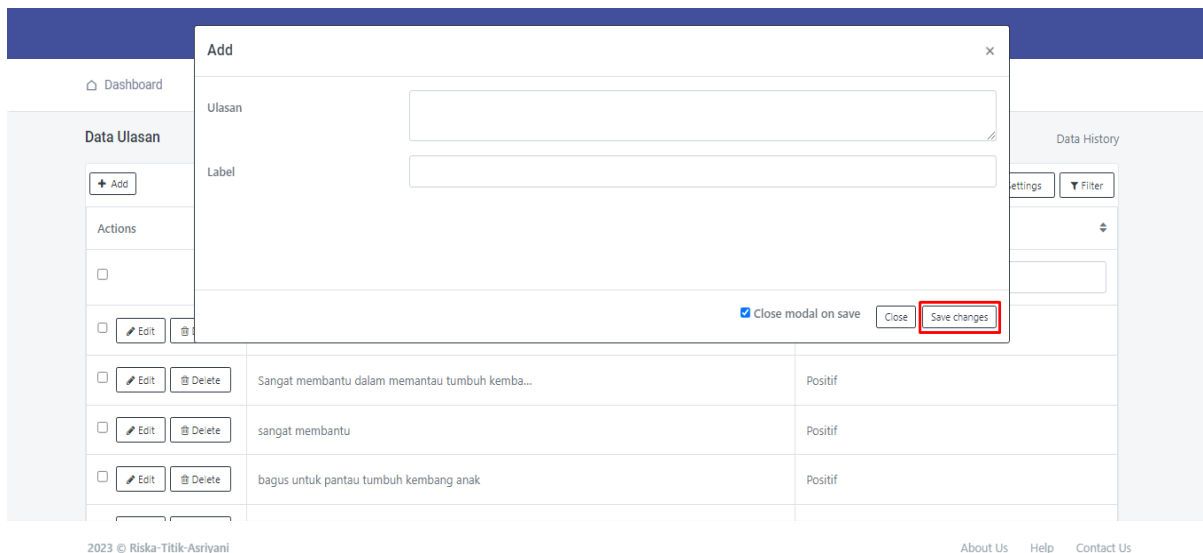 Add ×
Dashboard
Ulasan
Data Ulasan
Data History
Label
Add
Filter
Actions
Close modal on save Close Save changes
Edit
Edit Delete Sangat membantu dalam memantau tumbuh kemba... Positif
Edit Delete sangat membantu Positif
Edit Delete bagus untuk pantau tumbuh kembang anak Positif
2023 © Riska-Titik-Asriyani About Us Help Contact Us